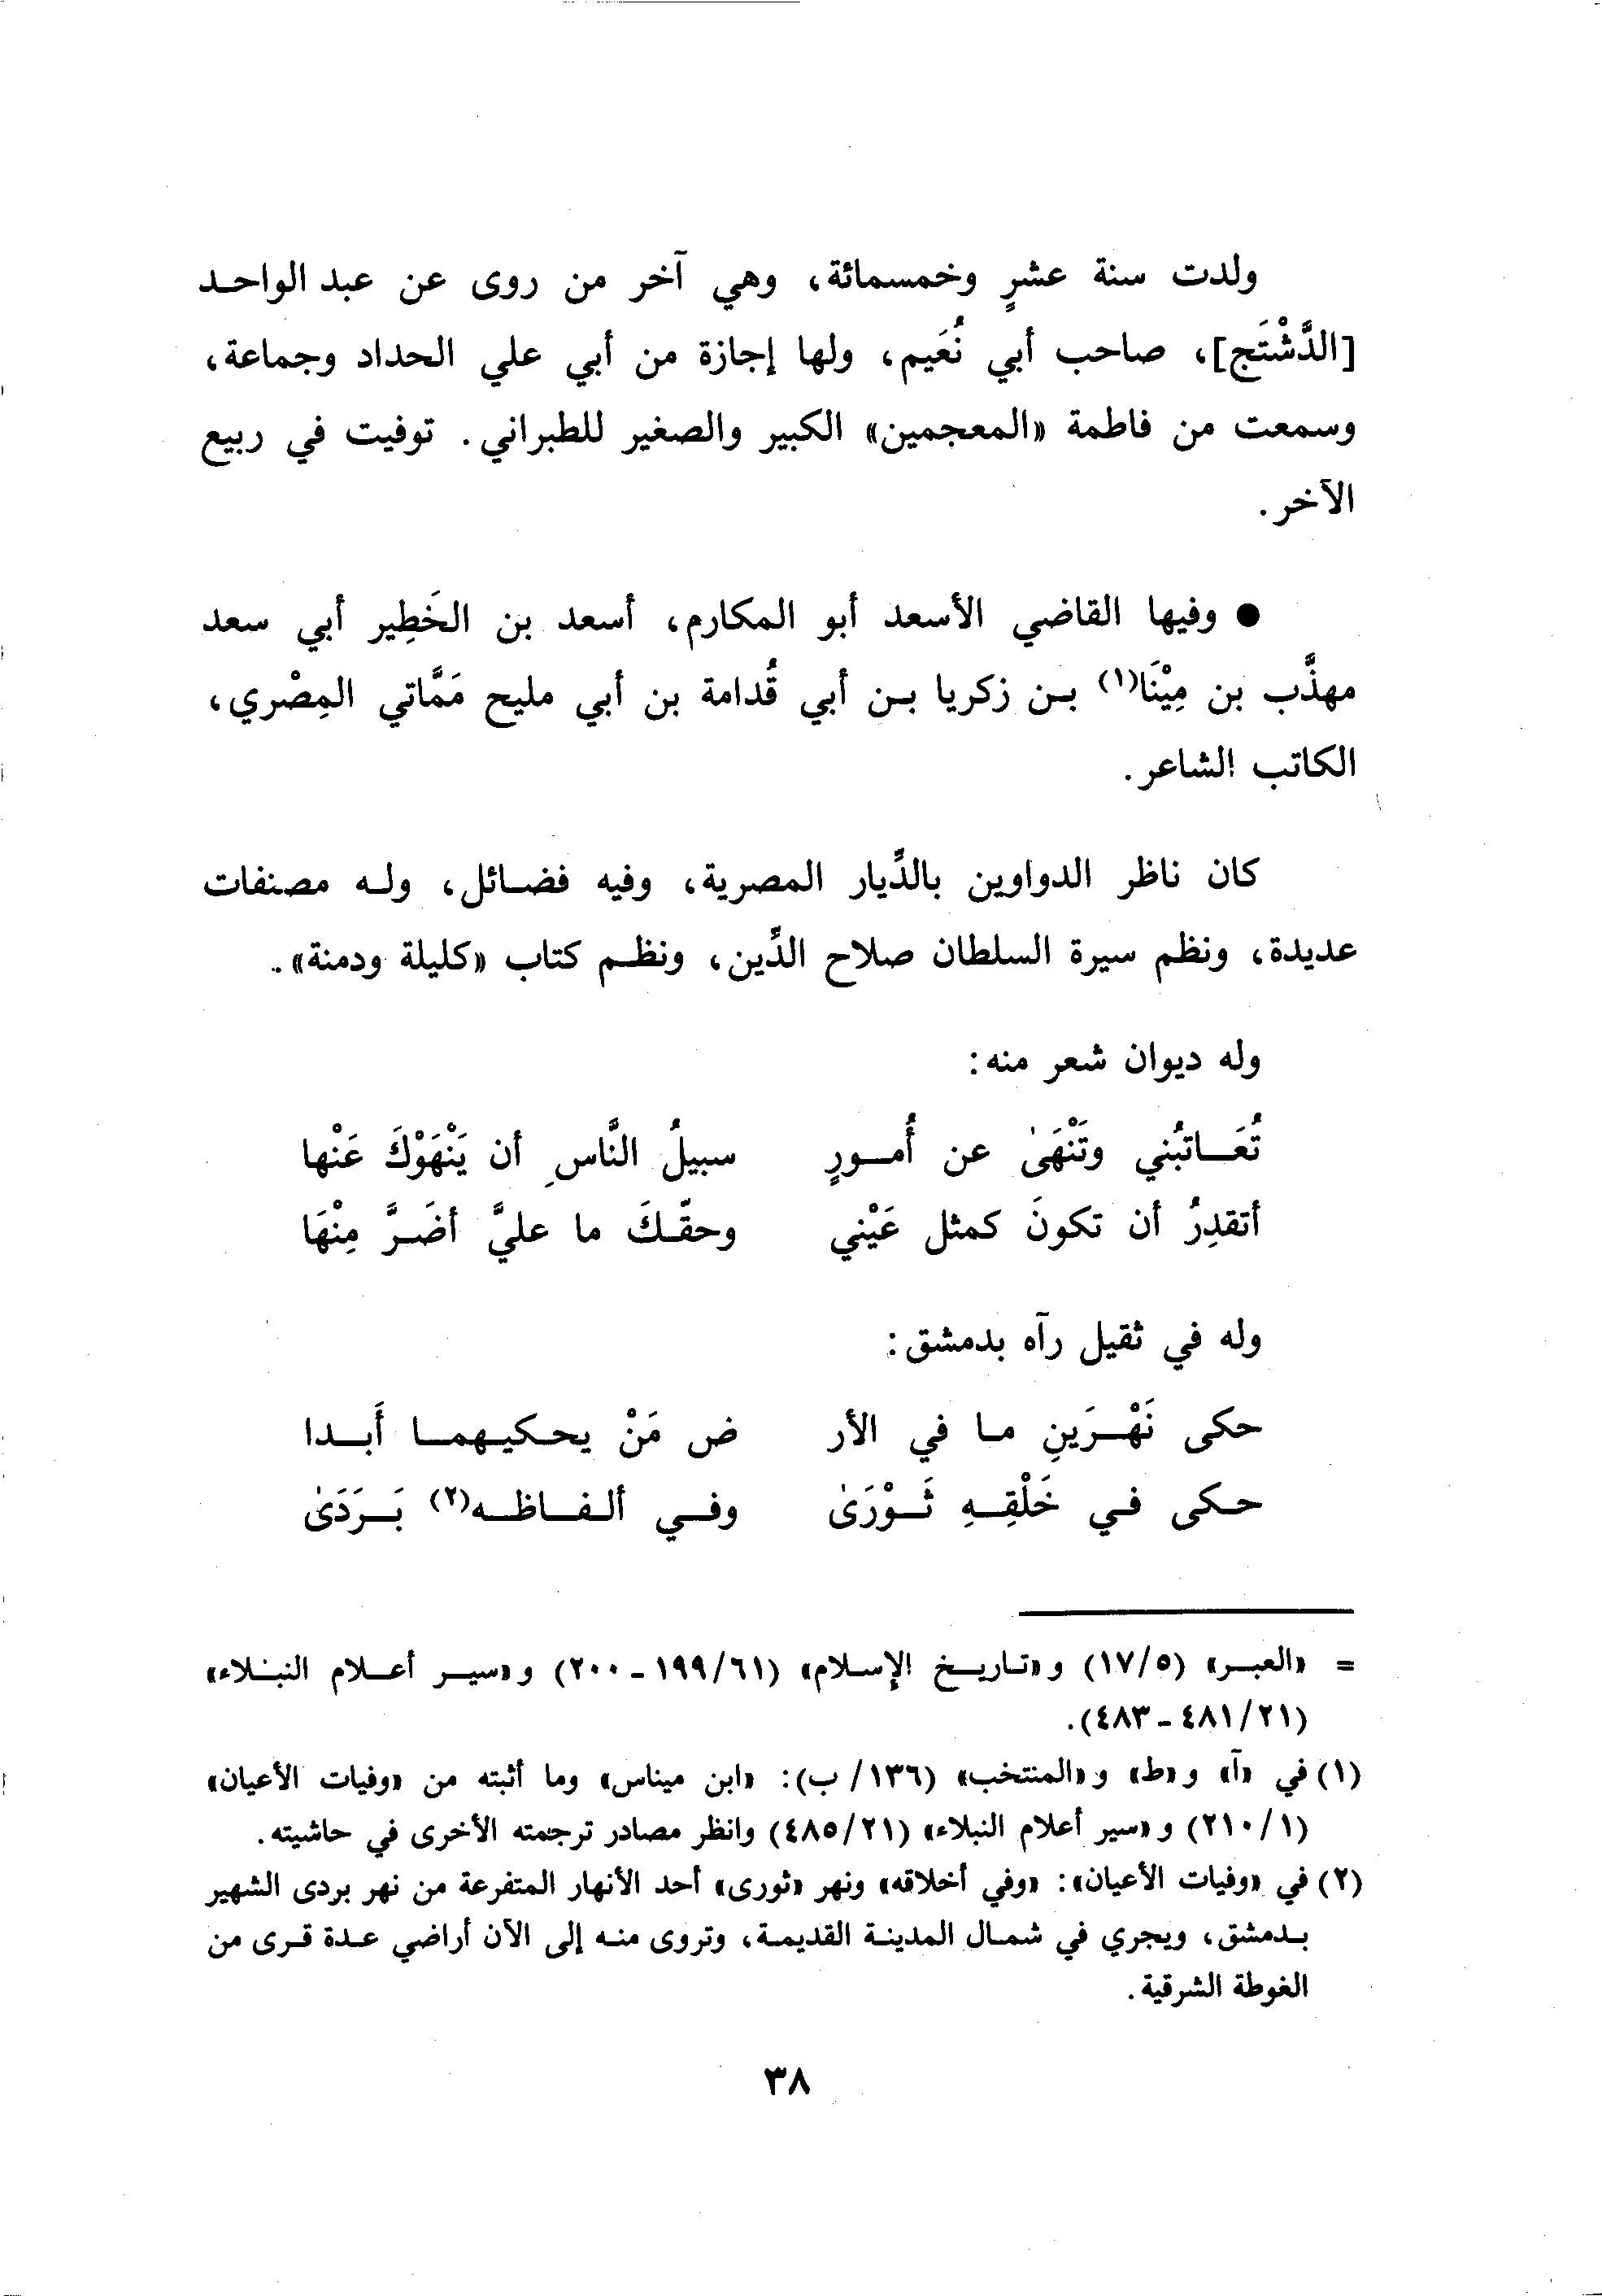 ولدت سنة عشرٍ وخمسمائة، وهي آخر من روى عن عبد الواحد
[الدَّشْتَج]، صاحب أبي نُعَيم، ولها إجازة من أبي علي الحداد وجماعة،
وسمعت من فاطمة «المعجمين» الكبير والصغير للطبراني. توفيت في ربيع
الآخر.
● وفيها القاضي الأسعد أبو المكارم، أسعد بن الخَطِير أبي سعد
مهذَّب بن مِيْنَا(١) بن زكريا بن أبي قُدامة بن أبي مليح مَمَّاتي المِصْري،
الكاتب الشاعر.
كان ناظر الدواوين بالدِّيار المصرية، وفيه فضائل، وله مصنفات
عديدة، ونظم سيرة السلطان صلاح الدِّين، ونظم كتاب «كليلة ودمنة».
وله ديوان شعر منه:
تُعَاتبُني وتَنْهَىٰ عن أُمورٍ سبيلُ النَّاسِ أن يَنْهَوْكَ عَنْها
أتقدِرُ أن تكونَ كمثل عَيْني وحقّكَ ما عليَّ أضَرَّ مِنْهَا
وله في ثقيل رآه بدمشق:
حكى نَهْرَينِ ما في الأر ض مَنْ يحكيهما أَبدا
حكى في خَلْقِهِ ثَوْرَىٰ وفي ألفاظه(٢) بَرَدَىٰ
= «العبر» (١٧/٥) و«تاريخ الإسلام» (١٩٩/٦١ - ٢٠٠) و«سير أعلام النبلاء»
(٤٨١/٢١ - ٤٨٣).
(١) في «آ» و«ط» و«المنتخب» (١٣٦/ ب): «ابن ميناس» وما أثبته من «وفيات الأعيان»
(٢١٠/١) و«سير أعلام النبلاء» (٤٨٥/٢١) وانظر مصادر ترجمته الأخرى في حاشيته.
(٢) في «وفيات الأعيان»: «وفي أخلاقه» ونهر «ثورى» أحد الأنهار المتفرعة من نهر بردى الشهير
بدمشق، ويجري في شمال المدينة القديمة، وتروى منه إلى الآن أراضي عدة قرى من
الغوطة الشرقية.
٣٨